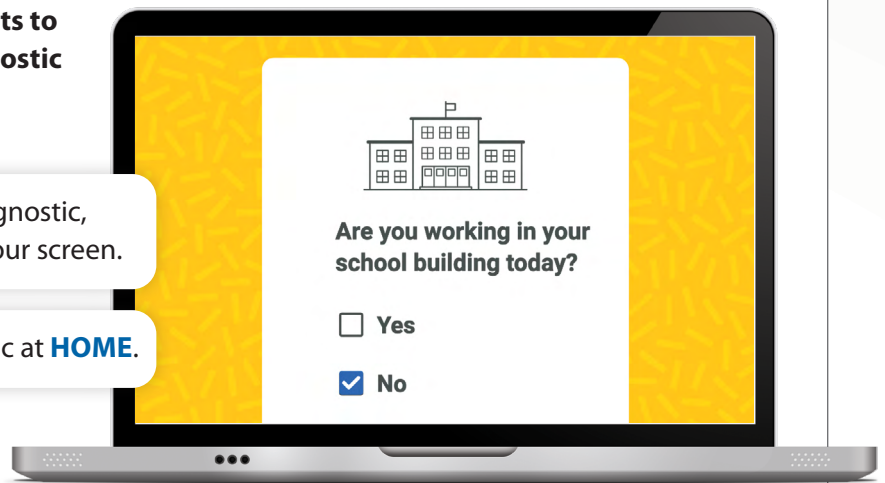 ts to
ostic
gnostic,
our screen.
c at HOME.
Are you working in your
school building today?
Yes
No